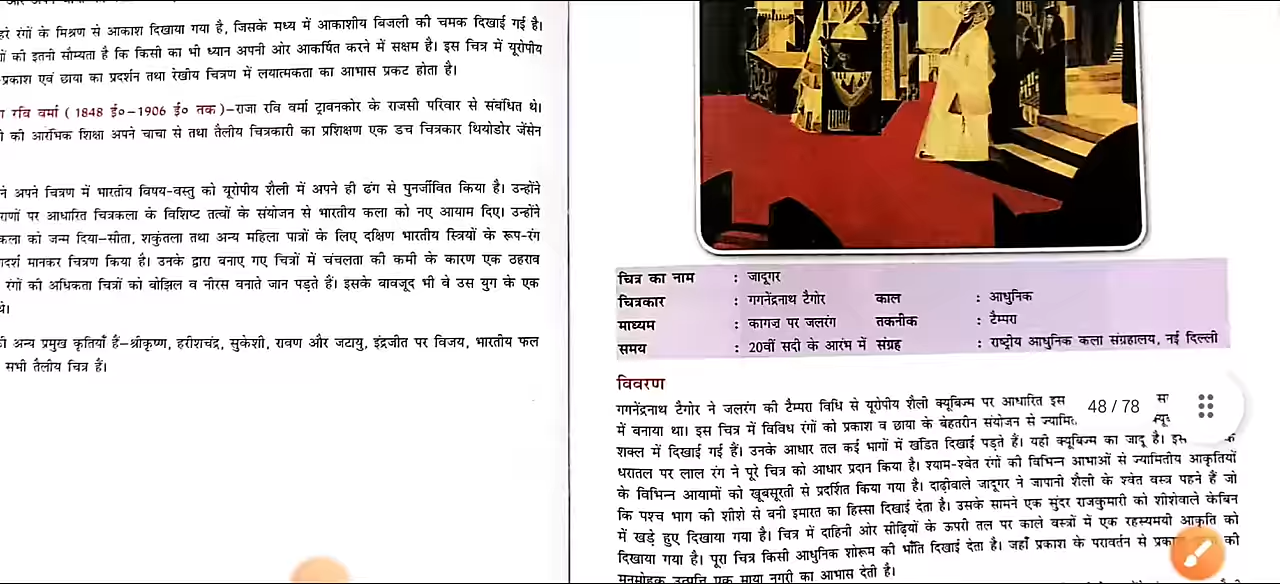 हरे रंगों के मिश्रण से आकाश दिखाया गया है, जिसके मध्य में आकाशीय बिजली की चमक दिखाई गई है।
की इतनी सौम्यता है कि किसी का भी ध्यान अपनी ओर आकर्षित करने में सक्षम है। इस चित्र में यूरोपीय
प्रकाश एवं छाया का प्रदर्शन तथा रेखीय चित्रण में लयात्मकता का आभास प्रकट होता है।
रवि वर्मा ( 1848 ई०–1906 ई० तक )–राजा रवि वर्मा ट्रावनकोर के राजसी परिवार से संबंधित थे।
की आरंभिक शिक्षा अपने चाचा से तथा तैलीय चित्रकारी का प्रशिक्षण एक डच चित्रकार थियोडोर जेंसेन
ने अपने चित्रण में भारतीय विषय-वस्तु को यूरोपीय शैली में अपने ही ढंग से पुनर्जीवित किया है। उन्होंने
पर आधारित चित्रकला के विशिष्ट तत्वों के संयोजन से भारतीय कला को नए आयाम दिए। उन्होंने
कला को जन्म दिया–सीता, शकुंतला तथा अन्य महिला पात्रों के लिए दक्षिण भारतीय स्त्रियों के रूप-रंग
मानकर चित्रण किया है। उनके द्वारा बनाए गए चित्रों में चंचलता की कमी के कारण एक ठहराव
रंगों की अधिकता चित्रों को बोझिल व नीरस बनाते जान पड़ते हैं। इसके बावजूद भी वे उस युग के एक
थे।
अन्य प्रमुख कृतियाँ हैं–श्रीकृष्ण, हरीशचंद्र, सुकेशी, रावण और जटायु, इंद्रजीत पर विजय, भारतीय फल
सभी तैलीय चित्र हैं।
चित्र का नाम : जादूगर
चित्रकार : गगनेंद्रनाथ टैगोर काल : आधुनिक
माध्यम : कागज पर जलरंग तकनीक : टैम्परा
समय : 20वीं सदी के आरंभ में संग्रह : राष्ट्रीय आधुनिक कला संग्रहालय, नई दिल्ली
विवरण
गगनेंद्रनाथ टैगोर ने जलरंग की टैम्परा विधि से यूरोपीय शैली क्यूबिज्म पर आधारित इस
में बनाया था। इस चित्र में विविध रंगों को प्रकाश व छाया के बेहतरीन संयोजन से
शक्ल में दिखाई गई हैं। उनके आधार तल कई भागों में खंडित दिखाई पड़ते हैं। यही क्यूबिज्म का जादू है। इस
धरातल पर लाल रंग ने पूरे चित्र को आधार प्रदान किया है। श्याम-श्वेत रंगों की विभिन्न आभाओं से ज्यामितीय आकृतियों
के विभिन्न आयामों को खूबसूरती से प्रदर्शित किया गया है। दाढ़ीवाले जादूगर ने जापानी शैली के श्वेत वस्त्र पहने हैं जो
कि पश्च भाग की शीशे से बनी इमारत का हिस्सा दिखाई देता है। उसके सामने एक सुंदर राजकुमारी को शीशेवाले केबिन
में खड़े हुए दिखाया गया है। चित्र में दाहिनी ओर सीढ़ियों के ऊपरी तल पर काले वस्त्रों में एक रहस्यमयी आकृति को
दिखाया गया है। पूरा चित्र किसी आधुनिक शोरूम की भाँति दिखाई देता है। जहाँ प्रकाश के परावर्तन से की
मनमोहक उत्पत्ति एक माया नगरी का आभास देती है।
48 / 78